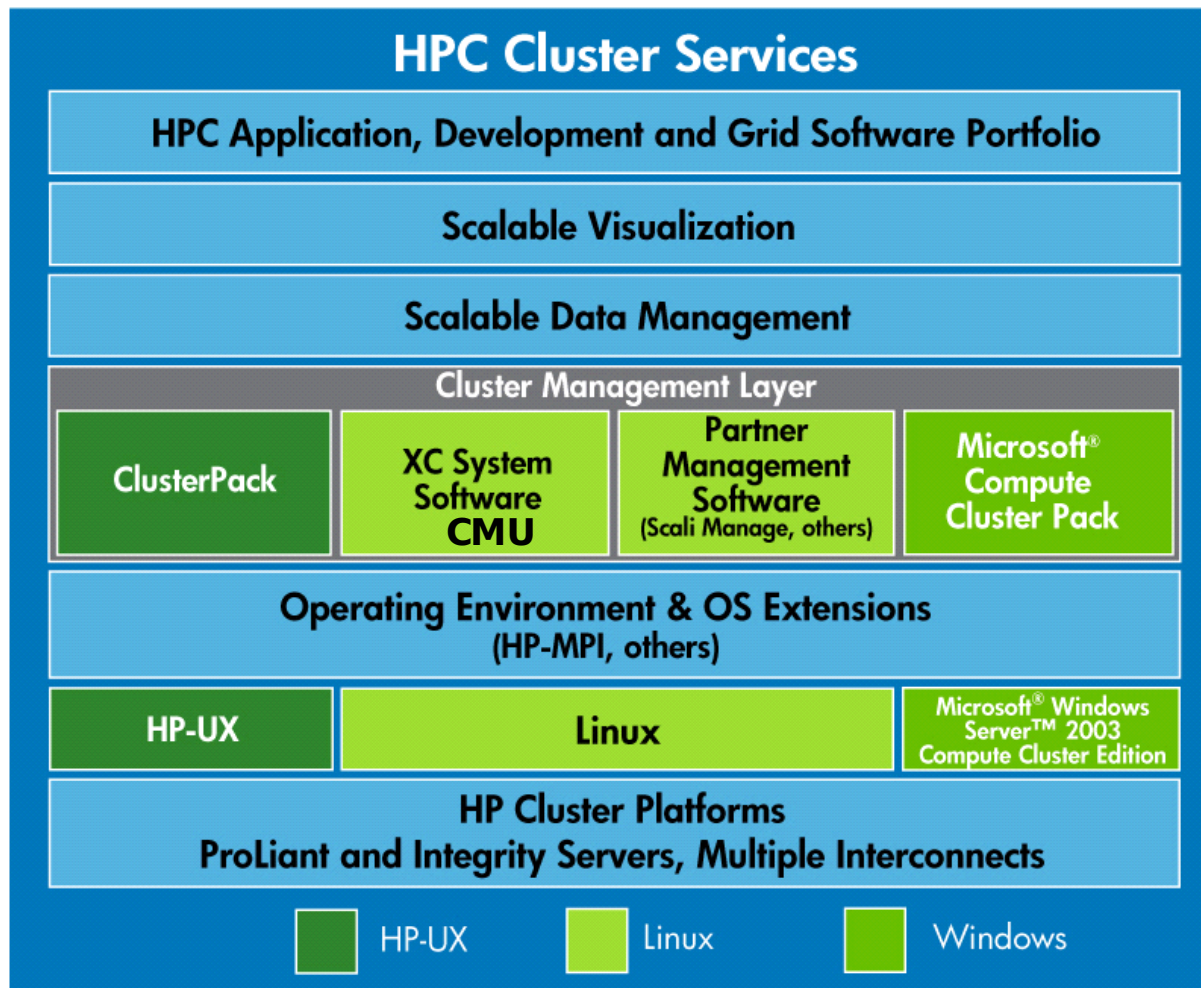 HPC Cluster Services
HPC Application, Development and Grid Software Portfolio
Scalable Visualization
Scalable Data Management
Cluster Management Layer
ClusterPack
XC System
Software
CMU
Partner
Management
Software
(Scali Manage, others)
Microsoft®
Compute
Cluster Pack
Operating Environment & OS Extensions
(HP-MPI, others)
HP-UX
Linux
Microsoft® Windows
Server™ 2003
Compute Cluster Edition
HP Cluster Platforms
ProLiant and Integrity Servers, Multiple Interconnects
HP-UX
Linux
Windows